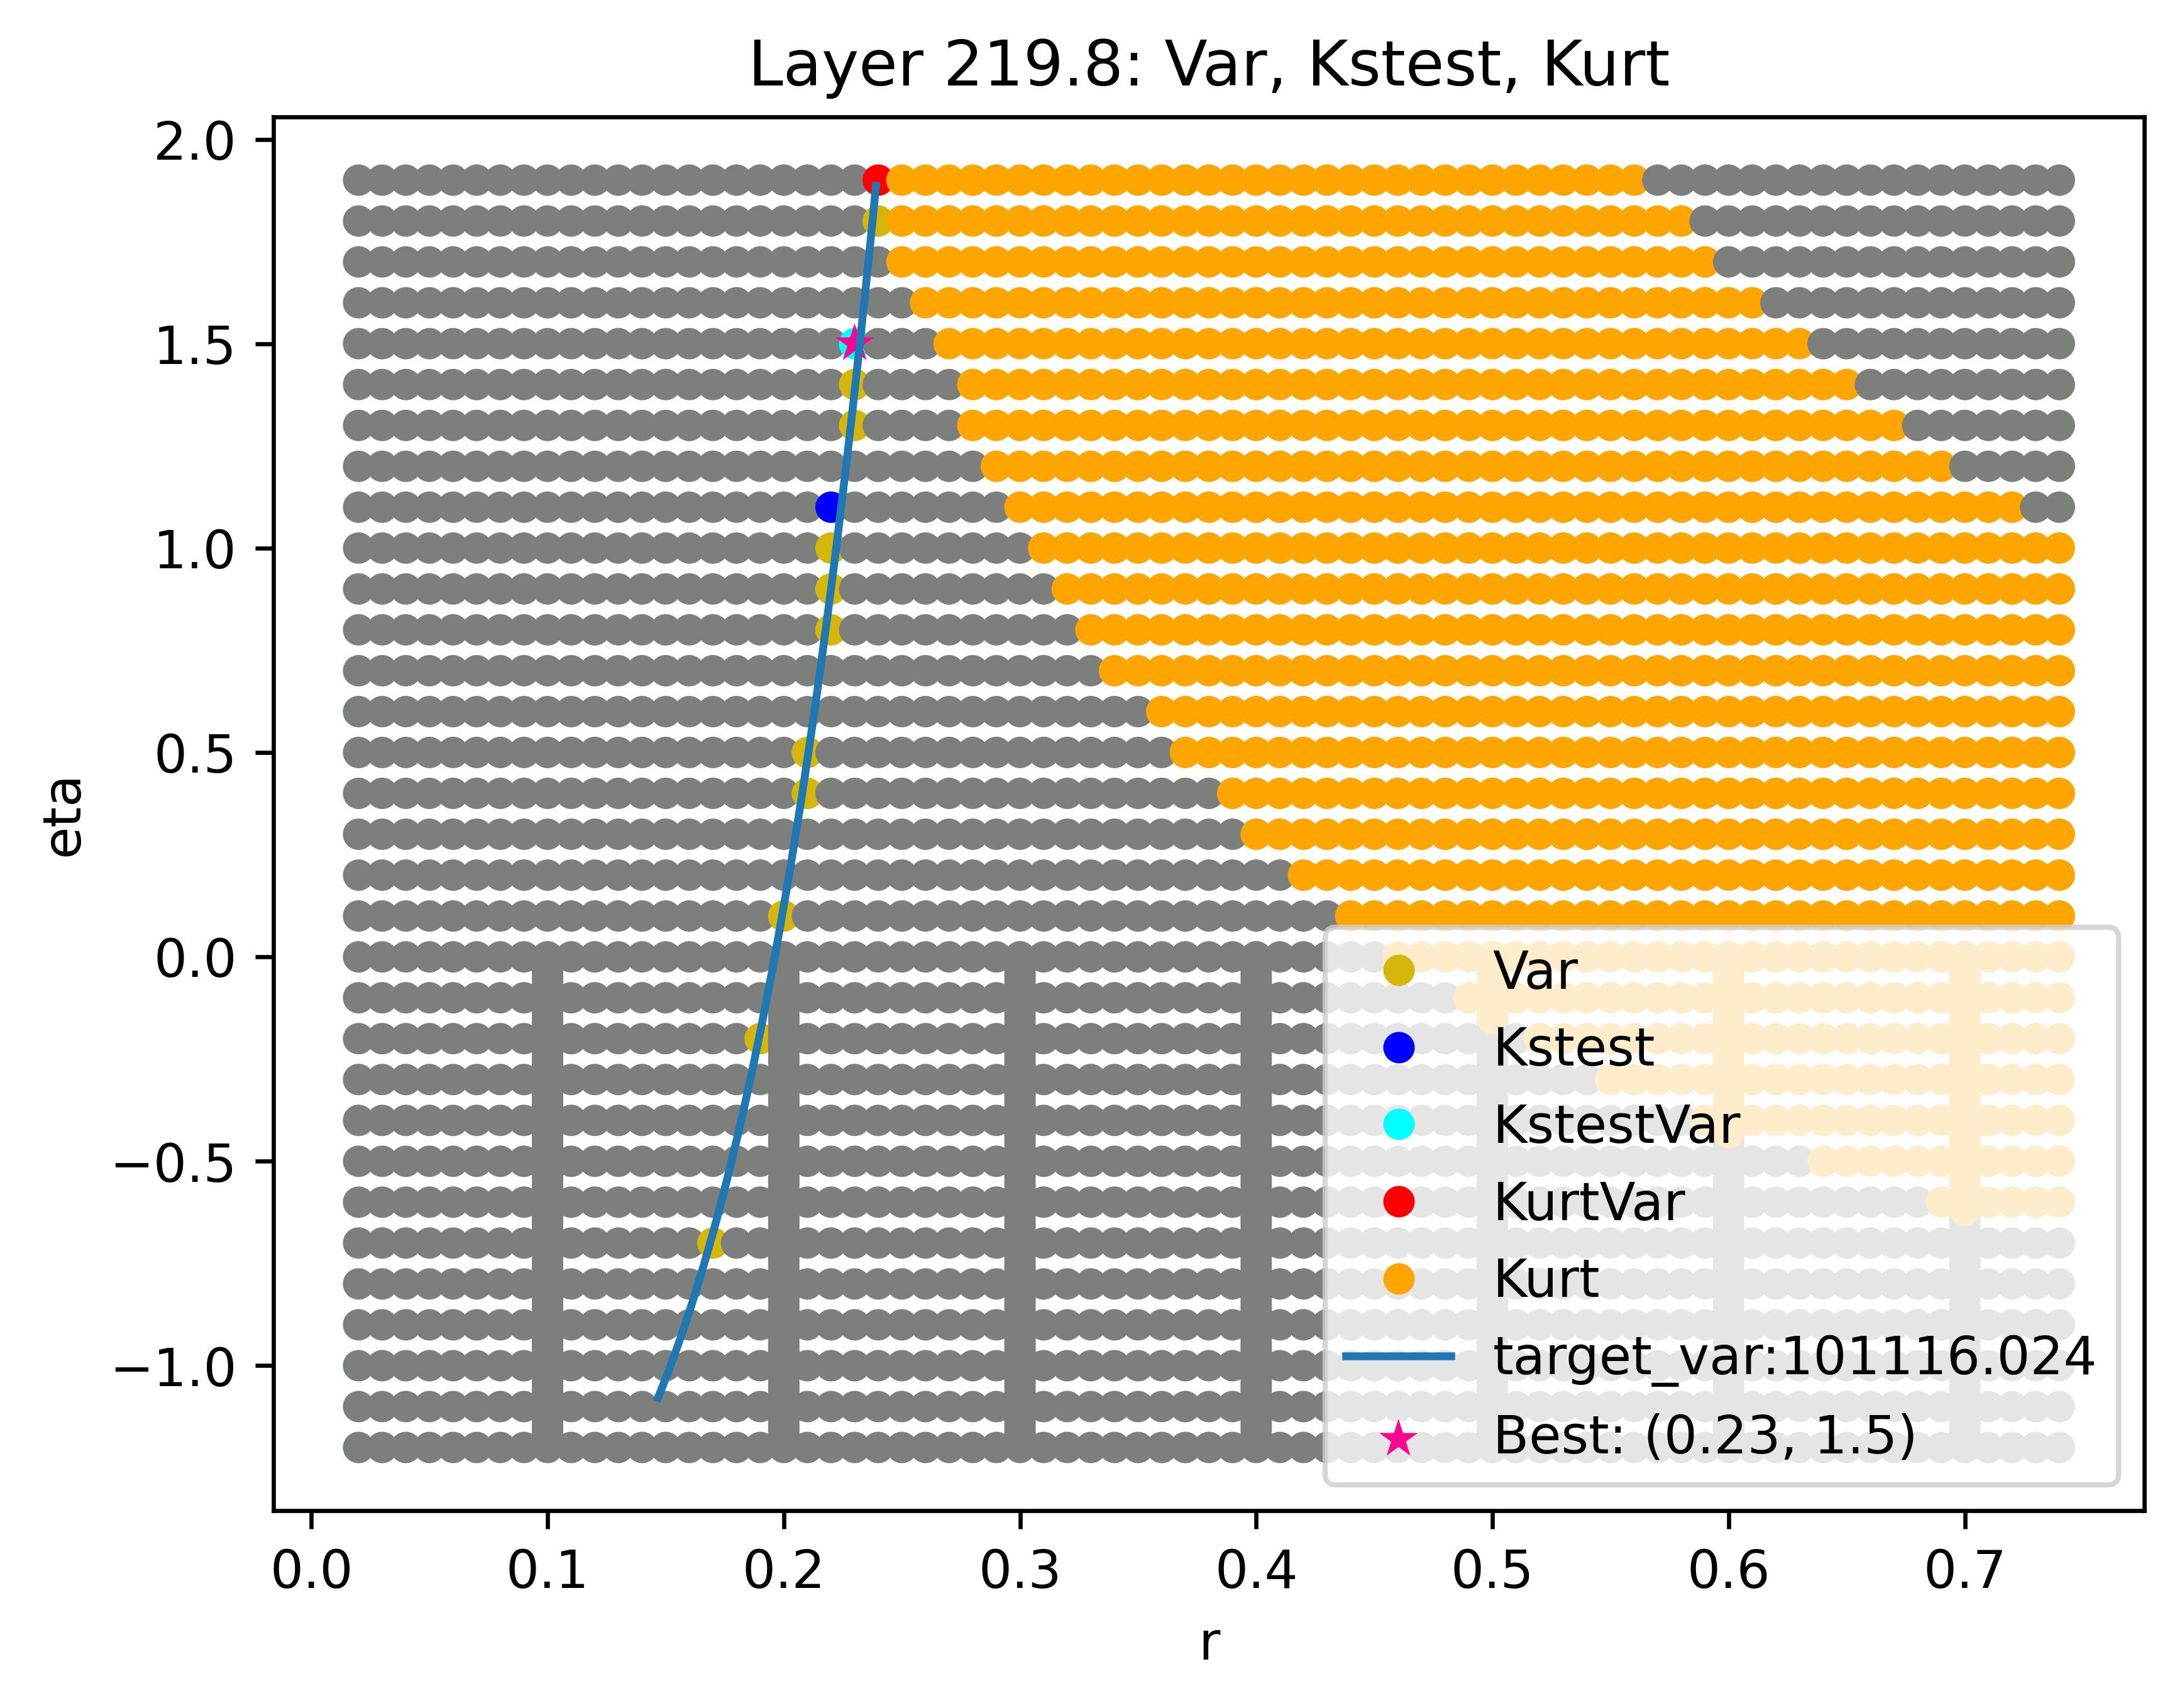 Layer 219.8: Var, Kstest, Kurt
2.0
1.5
1.0
0.5
0.0
−0.5
−1.0
eta
Var
Kstest
KstestVar
KurtVar
Kurt
target_var:101116.024
Best: (0.23, 1.5)
0.0 0.1 0.2 0.3 0.4 0.5 0.6 0.7
r